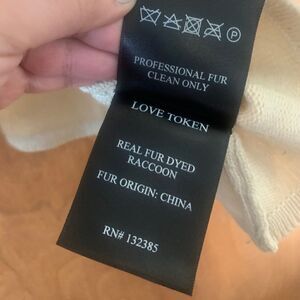 P
PROFESSIONAL FUR
CLEAN ONLY
LOVE TOKEN
REAL FUR DYED
RACCOON
FUR ORIGIN: CHINA
RN# 132385